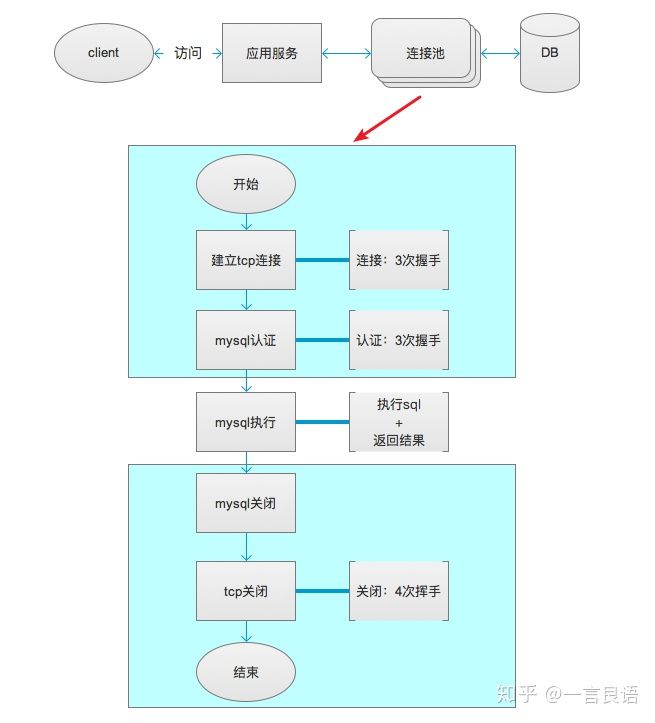 client
访问
应用服务
连接池
DB
开始
建立tcp连接
连接：3次握手
mysql认证
认证：3次握手
mysql执行
执行sql
+
返回结果
mysql关闭
tcp关闭
关闭：4次挥手
结束
知乎 @一言良语